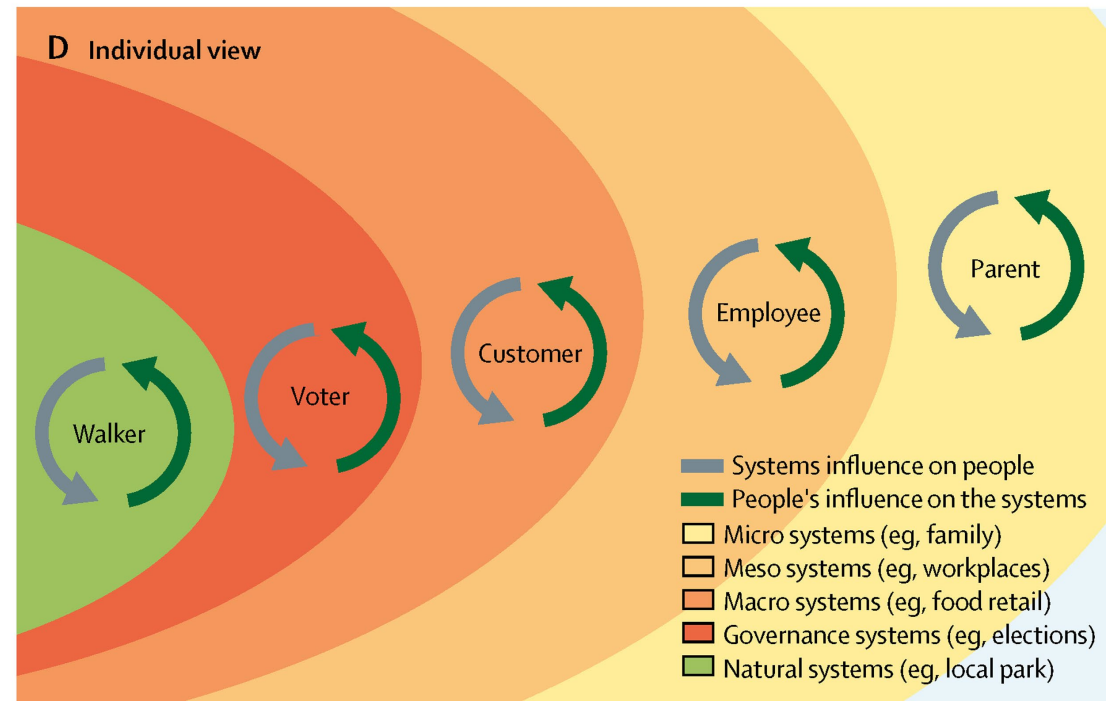 D Individual view
Parent
Employee
Customer
Voter
Walker
Systems influence on people
People's influence on the systems
Micro systems (eg, family)
Meso systems (eg, workplaces)
Macro systems (eg, food retail)
Governance systems (eg, elections)
Natural systems (eg, local park)